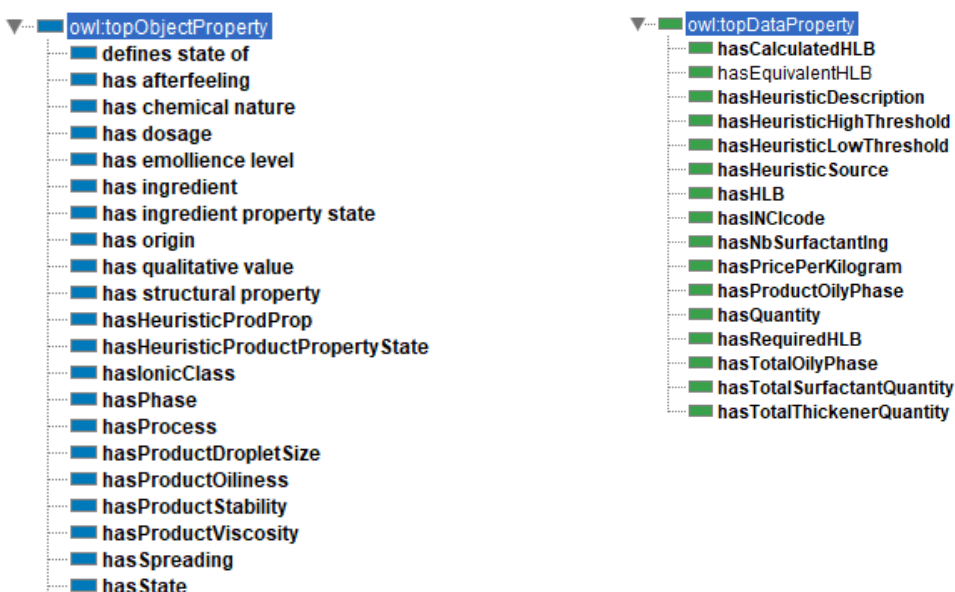 owl:topObjectProperty
defines state of
has afterfeeling
has chemical nature
has dosage
has emollience level
has ingredient
has ingredient property state
has origin
has qualitative value
has structural property
hasHeuristicProdProp
hasHeuristicProductPropertyState
hasIonicClass
hasPhase
hasProcess
hasProductDropletSize
hasProductOiliness
hasProductStability
hasProductViscosity
hasSpreading
hasState
owl:topDataProperty
hasCalculatedHLB
hasEquivalentHLB
hasHeuristicDescription
hasHeuristicHighThreshold
hasHeuristicLowThreshold
hasHeuristicSource
hasHLB
hasINCIcode
hasNbSurfactantIng
hasPricePerKilogram
hasProductOilyPhase
hasQuantity
hasRequiredHLB
hasTotalOilyPhase
hasTotalSurfactantQuantity
hasTotalThickenerQuantity